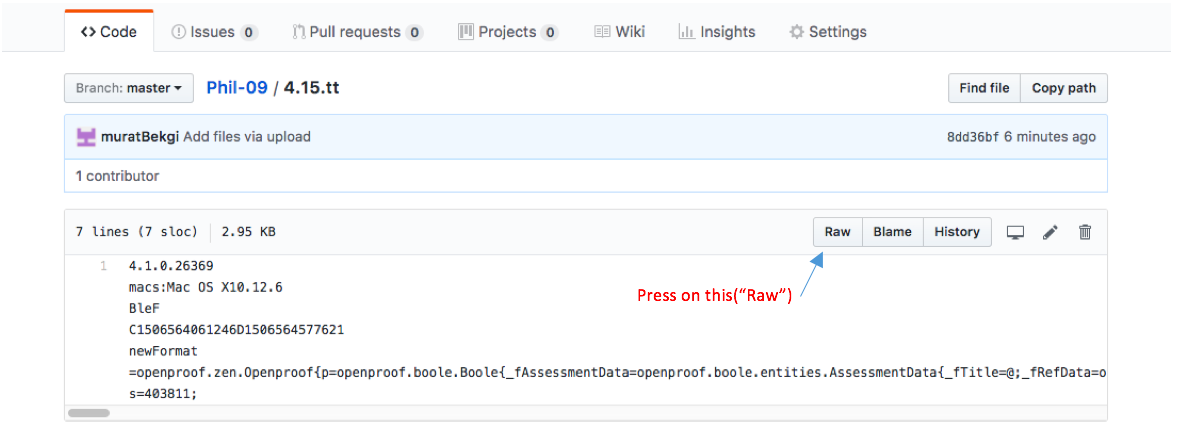 <> Code Issues 0 Pull requests 0 Projects 0 Wiki Insights Settings
Branch: master Phil-09 / 4.15.tt Find file Copy path
muratBekgi Add files via upload 8dd36bf 6 minutes ago
1 contributor
7 lines (7 sloc) 2.95 KB Raw Blame History
1 4.1.0.26369
macs:Mac OS X10.12.6
BleF
Press on this(“Raw”)
C1506564061246D1506564577621
newFormat
=openproof.zen.Openproof{p=openproof.boole.Boole{_fAssessmentData=openproof.boole.entities.AssessmentData{_fTitle=@;_fRefData=o
s=403811;